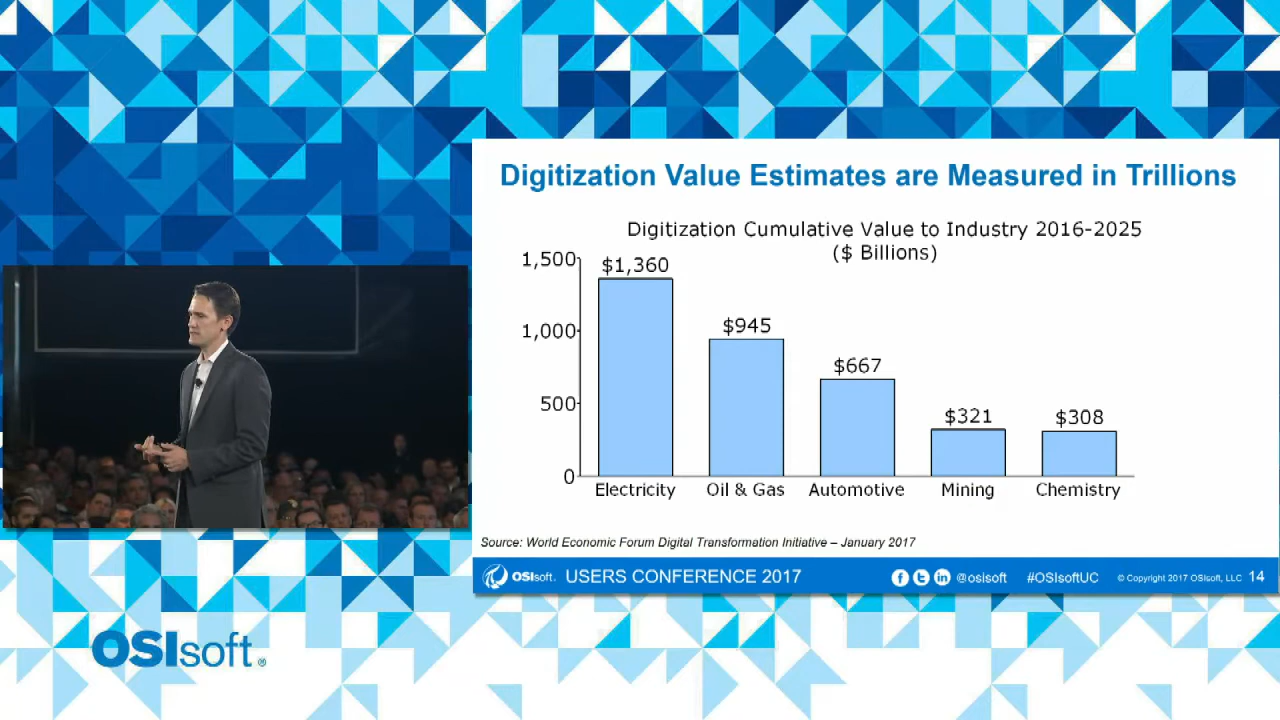 Digitization Value Estimates are Measured in Trillions
Digitization Cumulative Value to Industry 2016-2025
($ Billions)
1,500
1,000
500
0
$1,360
$945
$667
$321
$308
Electricity
Oil & Gas
Automotive
Mining
Chemistry
Source: World Economic Forum Digital Transformation Initiative – January 2017
OSIsoft. USERS CONFERENCE 2017
@osisoft
#OSIsoftUC
© Copyright 2017 OSIsoft, LLC
14
OSIsoft®